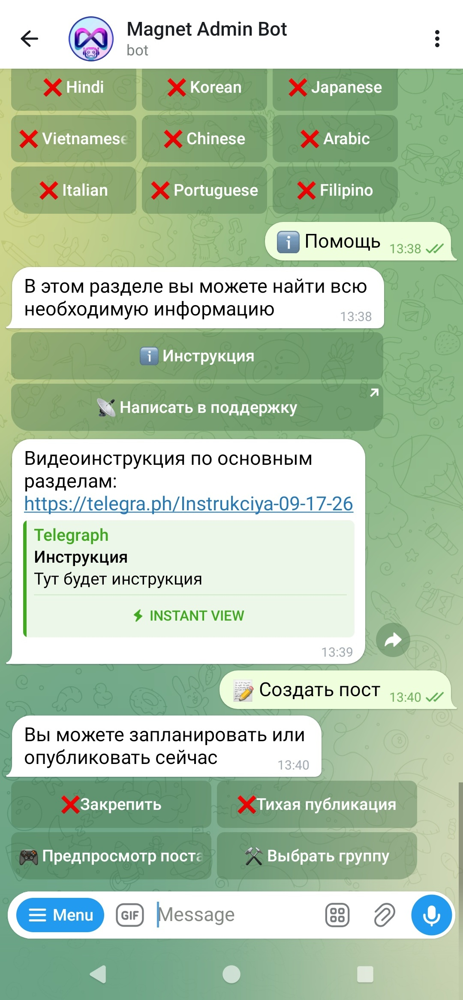 Magnet Admin Bot
bot
❌ Hindi
❌ Korean
❌ Japanese
❌ Vietnamese
❌ Chinese
❌ Arabic
❌ Italian
❌ Portuguese
❌ Filipino
ℹ️ Помощь 13:38
В этом разделе вы можете найти всю
необходимую информацию 13:38
ℹ️ Инструкция
📡 Написать в поддержку
Видеоинструкция по основным
разделам:
https://telegra.ph/Instrukciya-09-17-26
Telegraph
Инструкция
Тут будет инструкция
⚡ INSTANT VIEW
13:39
📝 Создать пост 13:40
Вы можете запланировать или
опубликовать сейчас 13:40
❌Закрепить
❌Тихая публикация
🎮 Предпросмотр поста
⚒ Выбрать группу
Menu
GIF
Message